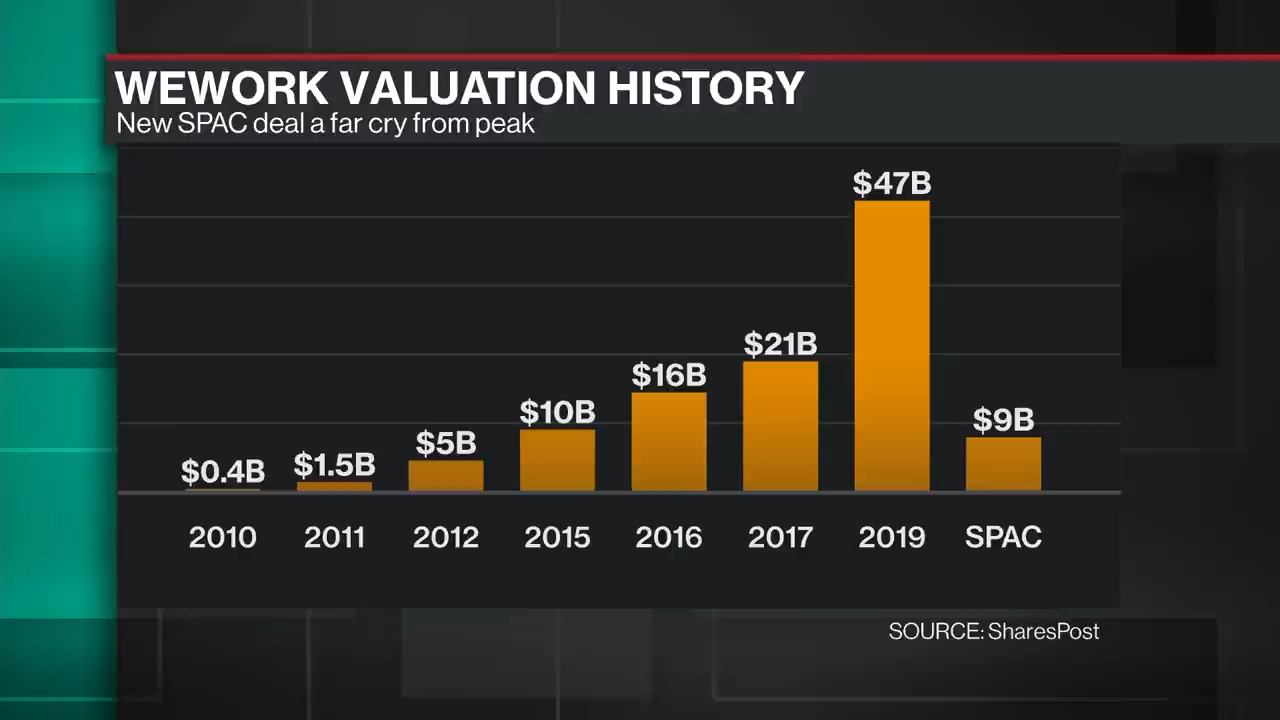 WEWORK VALUATION HISTORY
New SPAC deal a far cry from peak
$0.4B $1.5B $5B $10B $16B $21B $47B $9B
2010 2011 2012 2015 2016 2017 2019 SPAC
SOURCE: SharesPost